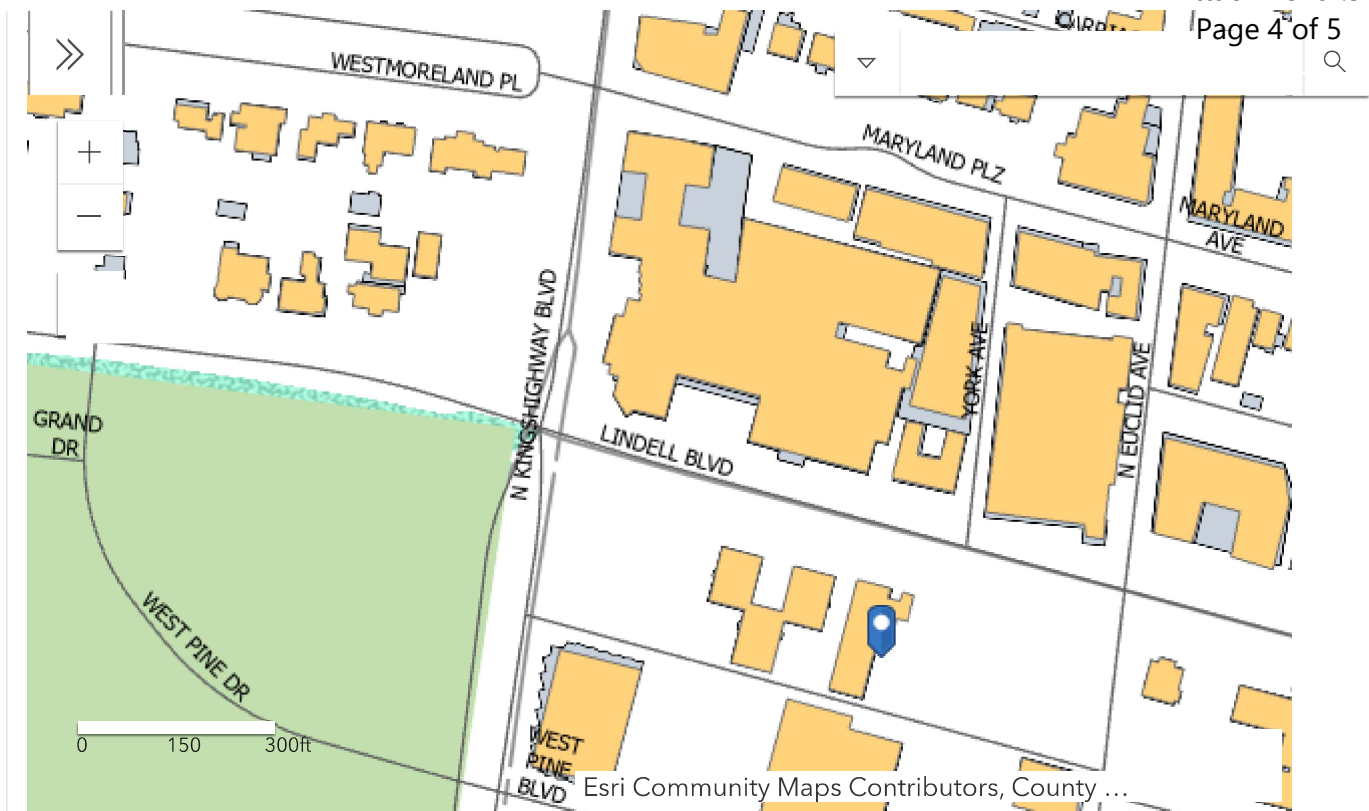 Page 4 of 5
WESTMORELAND PL
MARYLAND PLZ
MARYLAND
AVE
N KINGSHIGHWAY BLVD
YORK AVE
N EUCLID AVE
GRAND
DR
LINDELL BLVD
WEST PINE DR
0 150 300ft
WEST
PINE
BLVD
Esri Community Maps Contributors, County …